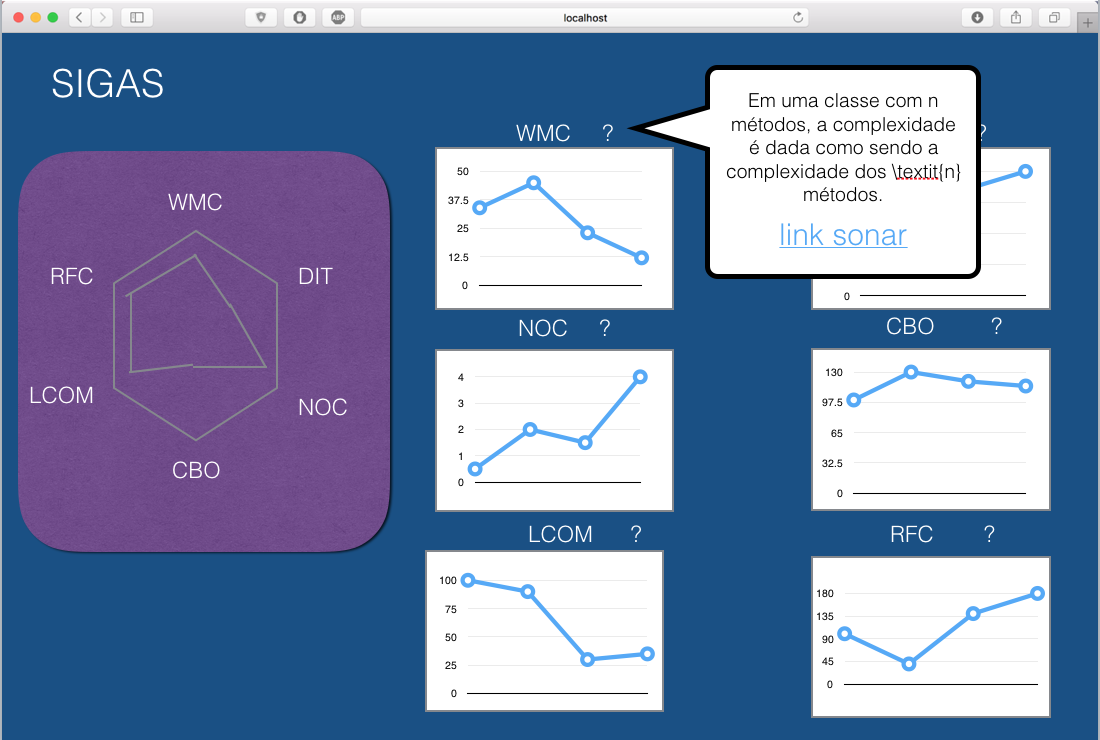 localhost
ABP
SIGAS
WMC
RFC
DIT
LCOM
NOC
CBO
WMC ?
50
37.5
25
12.5
0
Em uma classe com n
métodos, a complexidade
é dada como sendo a
complexidade dos \textit{n}
métodos.
link sonar
?
0
NOC ?
4
3
2
1
0
CBO ?
130
97.5
65
32.5
0
LCOM ?
100
75
50
25
0
RFC ?
180
135
90
45
0